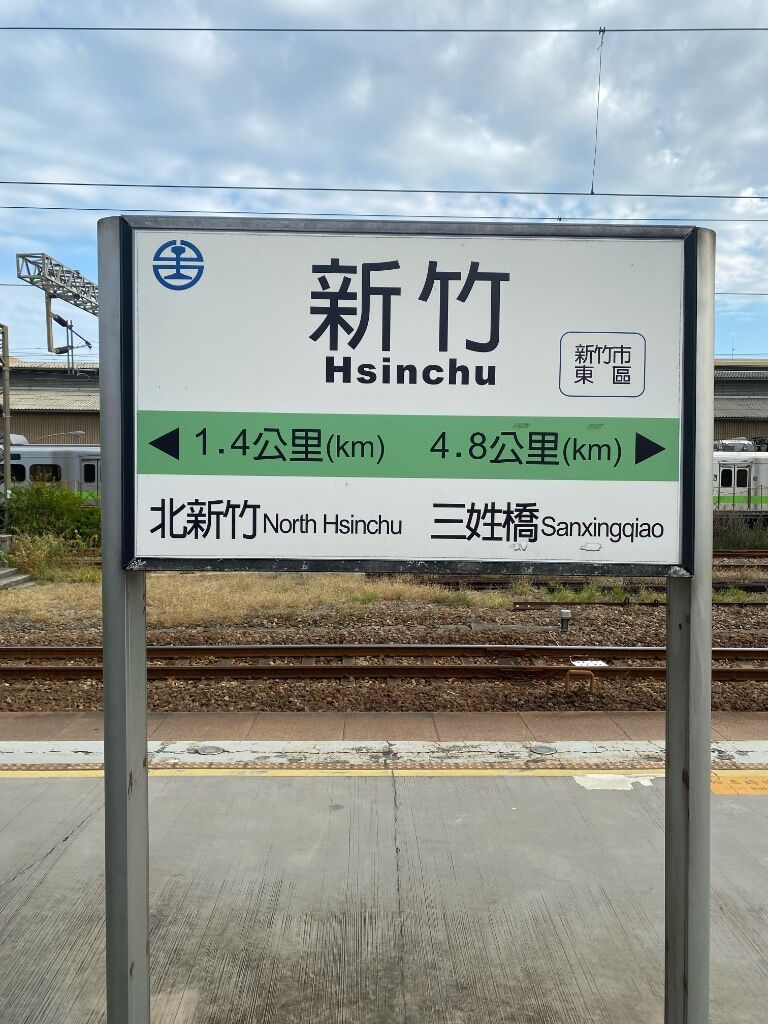 新竹
Hsinchu
新竹市
東區
1.4公里(km) 4.8公里(km)
北新竹 North Hsinchu 三姓橋 Sanxingqiao